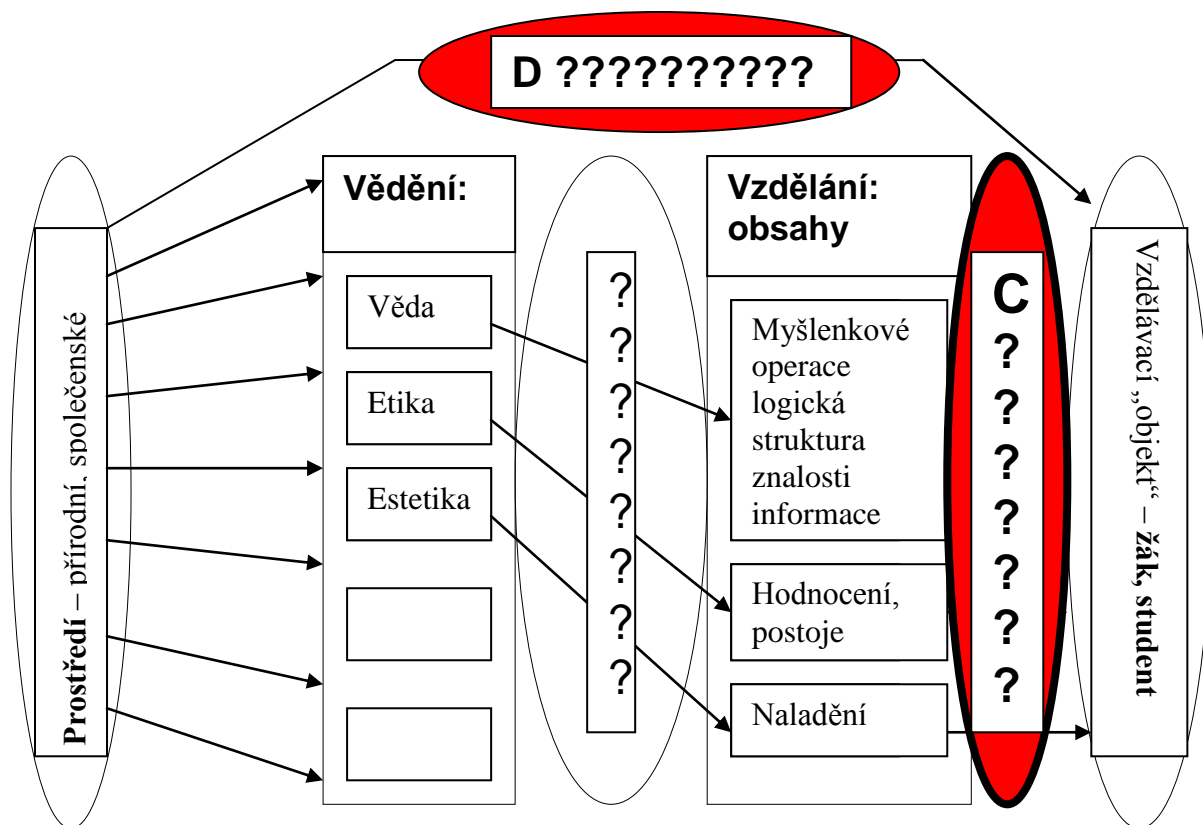 D ??????????
Prostředí – přírodní, společenské
Vědění:
Věda
Etika
Estetika
?
?
?
?
?
?
?
?
Vzdělání:
obsahy
Myšlenkové
operace
logická
struktura
znalosti
informace
Hodnocení,
postoje
Naladění
C
?
?
?
?
?
?
?
Vzdělávací „objekt“ – žák, student